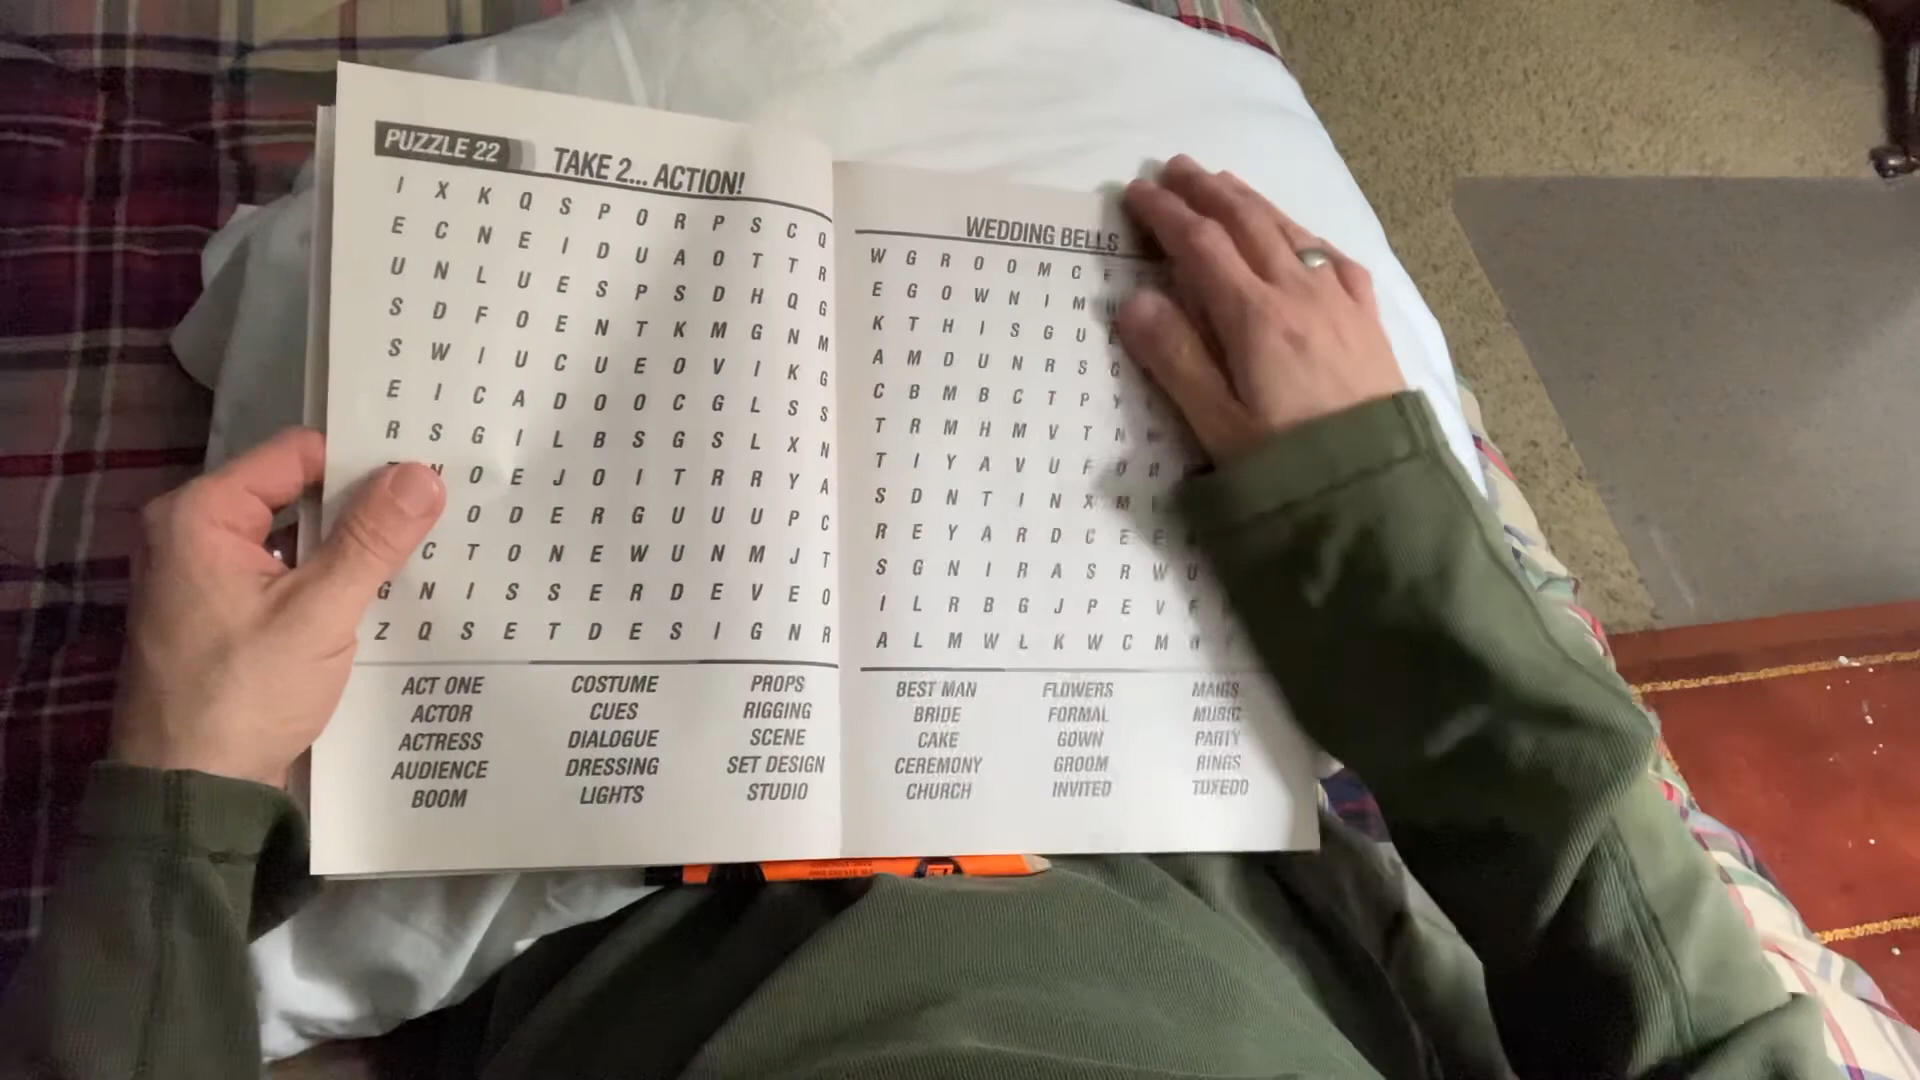 PUZZLE 22
TAKE 2... ACTION!
I X K Q S P O R P S C Q
E C N E I D U A O T T R
U N L U E S P S D H Q G
S D F O E N T K M G N M
S W I U C U E O V I K G
E I C A D O O C G L S S
R S G I L B S G S L X N
N O E J O I T R R Y A
O D E R G U U U P C
C T O N E W U N M J T
G N I S S E R D E V E O
Z Q S E T D E S I G N R
ACT ONE
ACTOR
ACTRESS
AUDIENCE
BOOM
COSTUME
CUES
DIALOGUE
DRESSING
LIGHTS
PROPS
RIGGING
SCENE
SET DESIGN
STUDIO
WEDDING BELLS
W G R O O M C
E G O W N I M
K T H I S G U
A M D U N R S G
C B M B C T P Y
T R M H M V T N
T I Y A V U F O
S D N T I N X M
R E Y A R D C E
S G N I R A S R W U
I L R B G J P E V F
A L M W L K W C M
BEST MAN
BRIDE
CAKE
CEREMONY
CHURCH
FLOWERS
FORMAL
GOWN
GROOM
INVITED
MUSIC
PARTY
RINGS
TUXEDO